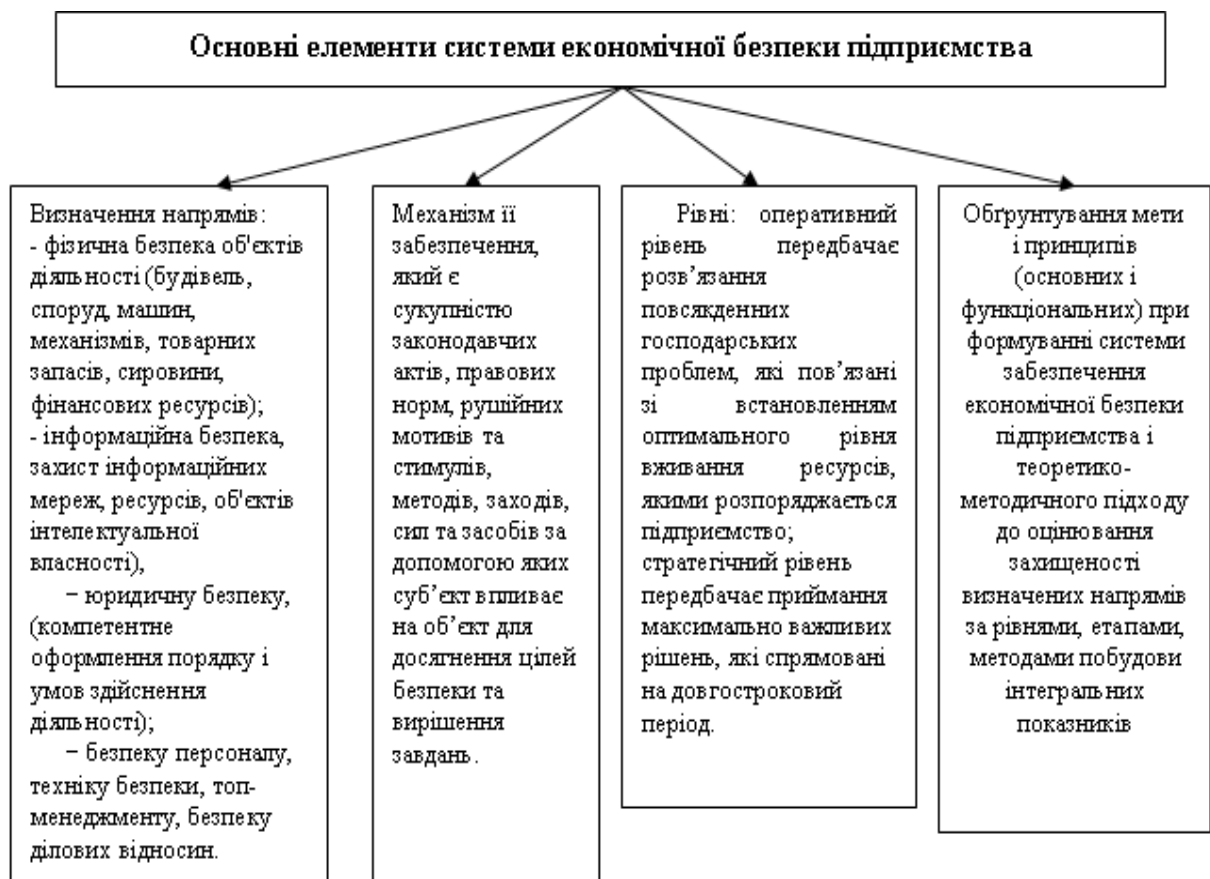 Основні елементи системи економічної безпеки підприємства
Визначення напрямів:
- фізична безпека об'єктів
діяльності (будівель,
споруд, машин,
механізмів, товарних
запасів, сировини,
фінансових ресурсів);
- інформаційна безпека,
захист інформаційних
мереж, ресурсів, об'єктів
інтелектуальної
власності),
− юридичну безпеку,
(компетентне
оформлення порядку і
умов здійснення
діяльності);
− безпеку персоналу,
техніку безпеки, топ-
менеджменту, безпеку
ділових відносин.
Механізм її
забезпечення,
який є
сукупністю
законодавчих
актів, правових
норм, рушійних
мотивів та
стимулів,
методів, заходів,
сил та засобів за
допомогою яких
суб’єкт впливає
на об’єкт для
досягнення цілей
безпеки та
вирішення
завдань.
Рівні: оперативний
рівень передбачає
розв’язання
повсякденних
господарських
проблем, які пов’язані
зі встановленням
оптимального рівня
вживання ресурсів,
якими розпоряджається
підприємство;
стратегічний рівень
передбачає приймання
максимально важливих
рішень, які спрямовані
на довгостроковий
період.
Обґрунтування мети
і принципів
(основних і
функціональних) при
формуванні системи
забезпечення
економічної безпеки
підприємства і
теоретико-
методичного підходу
до оцінювання
захищеності
визначених напрямів
за рівнями, етапами,
методами побудови
інтегральних
показників